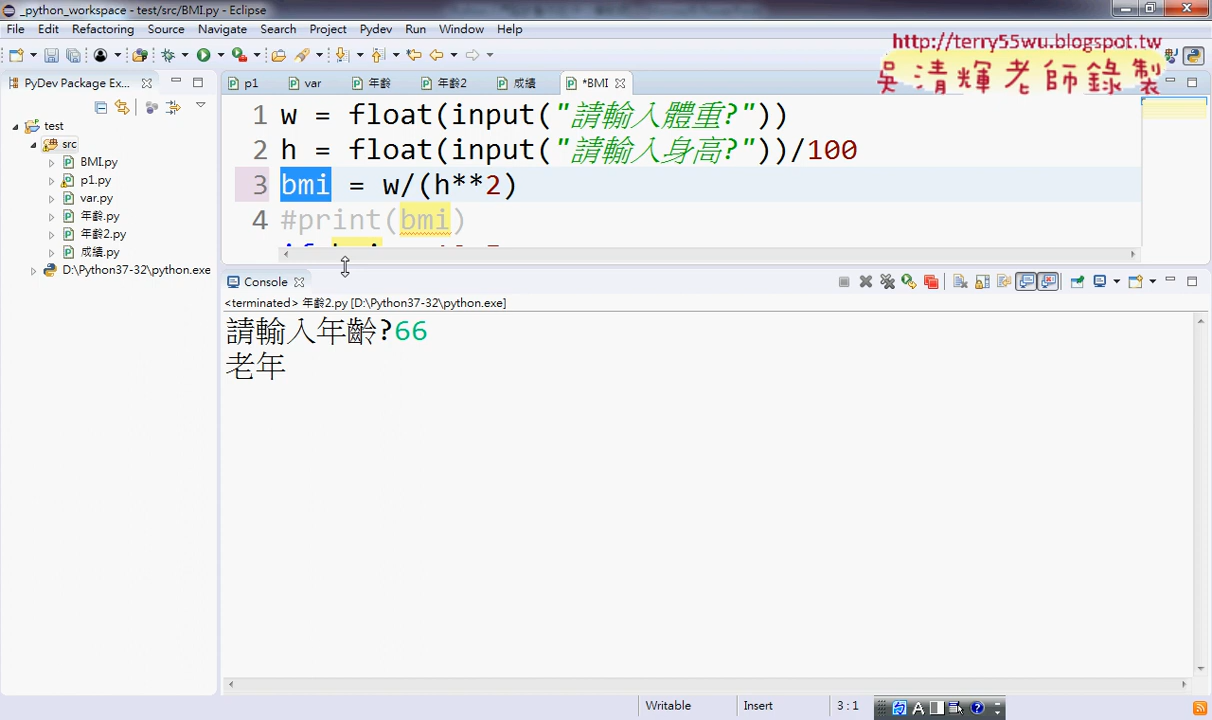 _python_workspace - test/src/BMI.py - Eclipse
File Edit Refactoring Source Navigate Search Project Pydev Run Window Help
http://terry55wu.blogspot.tw
吳清輝老師錄製
PyDev Package Ex...
p1 var 年齡 年齡2 成績 *BMI
test
src
BMI.py
p1.py
var.py
年齡.py
年齡2.py
成績.py
D:\Python37-32\python.exe
1 w = float(input("請輸入體重?"))
2 h = float(input("請輸入身高?"))/100
3 bmi = w/(h**2)
4 #print(bmi)
Console
<terminated> 年齡2.py [D:\Python37-32\python.exe]
請輸入年齡?66
老年
Writable Insert 3 : 1